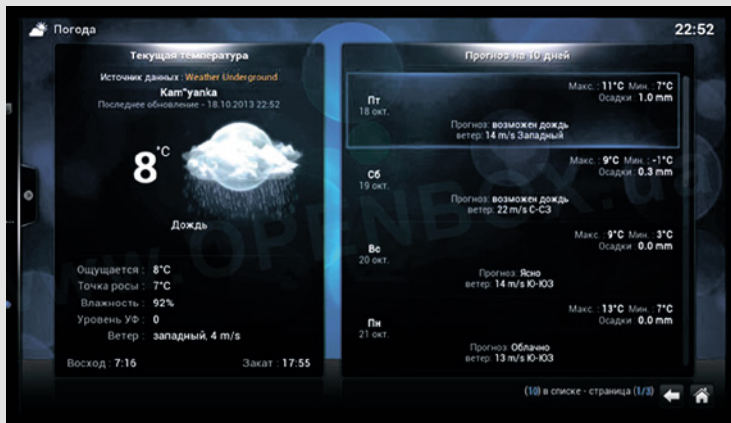 Погода
22:52
Текущая температура
Источник данных : Weather Underground
Kam"yanka
Последнее обновление - 18.10.2013 22:52
8°C
Дождь
Ощущается : 8°C
Точка росы : 7°C
Влажность : 92%
Уровень УФ : 0
Ветер : западный, 4 m/s
Восход : 7:16
Закат : 17:55
Прогноз на 10 дней
Макс. : 11°C Мин. : 7°C
Осадки 1.0 mm
Пт
18 окт.
Прогноз: возможен дождь
ветер: 14 m/s Западный
Макс. : 9°C Мин. : -1°C
Осадки 0.3 mm
Сб
19 окт.
Прогноз: возможен дождь
ветер: 22 m/s С-СЗ
Макс. : 9°C Мин. : 3°C
Осадки 0.0 mm
Вс
20 окт.
Прогноз: Ясно
ветер: 14 m/s Ю-ЮЗ
Макс. : 13°C Мин. : 7°C
Осадки 0.0 mm
Пн
21 окт.
Прогноз: Облачно
ветер: 13 m/s Ю-ЮЗ
(10) в списке - страница (1/3)
www.OPENBOX.ua